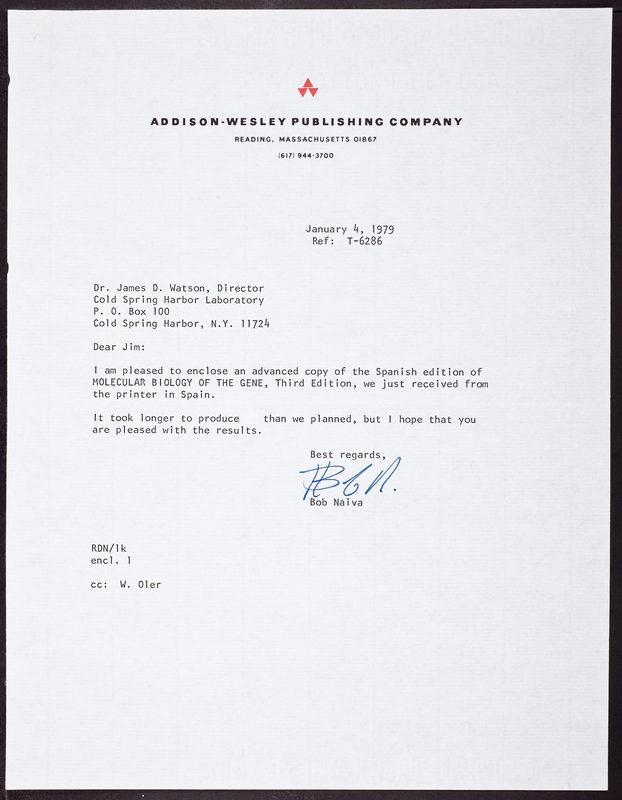 ADDISON-WESLEY PUBLISHING COMPANY
READING, MASSACHUSETTS 01867
(617) 944-3700
January 4, 1979
Ref: T-6286
Dr. James D. Watson, Director
Cold Spring Harbor Laboratory
P. O. Box 100
Cold Spring Harbor, N.Y. 11724
Dear Jim:
I am pleased to enclose an advanced copy of the Spanish edition of
MOLECULAR BIOLOGY OF THE GENE, Third Edition, we just received from
the printer in Spain.
It took longer to produce than we planned, but I hope that you
are pleased with the results.
Best regards,
Bob N.
Bob Naiva
RDN/lk
encl. 1
cc: W. Oler